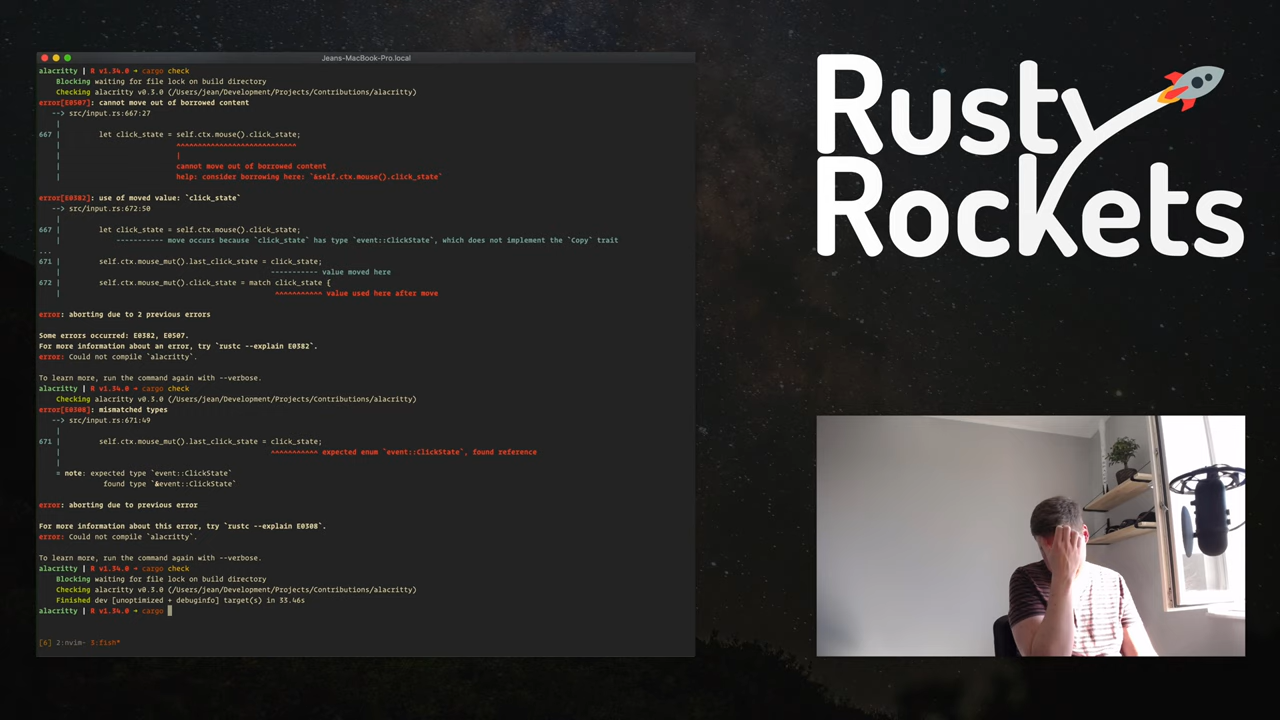 Jeans-MacBook-Pro.local
alacritty | R v1.34.0 → cargo check
    Blocking waiting for file lock on build directory
    Checking alacritty v0.3.0 (/Users/jean/Development/Projects/Contributions/alacritty)
error[E0507]: cannot move out of borrowed content
   --> src/input.rs:667:27
    |
667 |         let click_state = self.ctx.mouse().click_state;
    |                           ^^^^^^^^^^^^^^^^^^^^^^^^^^^^
    |                           |
    |                           cannot move out of borrowed content
    |                           help: consider borrowing here: `&self.ctx.mouse().click_state`

error[E0382]: use of moved value: `click_state`
   --> src/input.rs:672:50
    |
667 |         let click_state = self.ctx.mouse().click_state;
    |             ----------- move occurs because `click_state` has type `event::ClickState`, which does not implement the `Copy` trait
...
671 |         self.ctx.mouse_mut().last_click_state = click_state;
    |                                                 ----------- value moved here
672 |         self.ctx.mouse_mut().click_state = match click_state {
    |                                                  ^^^^^^^^^^^ value used here after move

error: aborting due to 2 previous errors

Some errors occurred: E0382, E0507.
For more information about an error, try `rustc --explain E0382`.
error: Could not compile `alacritty`.

To learn more, run the command again with --verbose.
alacritty | R v1.34.0 → cargo check
    Checking alacritty v0.3.0 (/Users/jean/Development/Projects/Contributions/alacritty)
error[E0308]: mismatched types
   --> src/input.rs:671:49
    |
671 |         self.ctx.mouse_mut().last_click_state = click_state;
    |                                                 ^^^^^^^^^^^ expected enum `event::ClickState`, found reference
    |
    = note: expected type `event::ClickState`
               found type `&event::ClickState`

error: aborting due to previous error

For more information about this error, try `rustc --explain E0308`.
error: Could not compile `alacritty`.

To learn more, run the command again with --verbose.
alacritty | R v1.34.0 → cargo check
    Blocking waiting for file lock on build directory
    Checking alacritty v0.3.0 (/Users/jean/Development/Projects/Contributions/alacritty)
    Finished dev [unoptimized + debuginfo] target(s) in 33.46s
alacritty | R v1.34.0 → cargo
[6] 2:nvim- 3:fish*
Rusty
Rockets